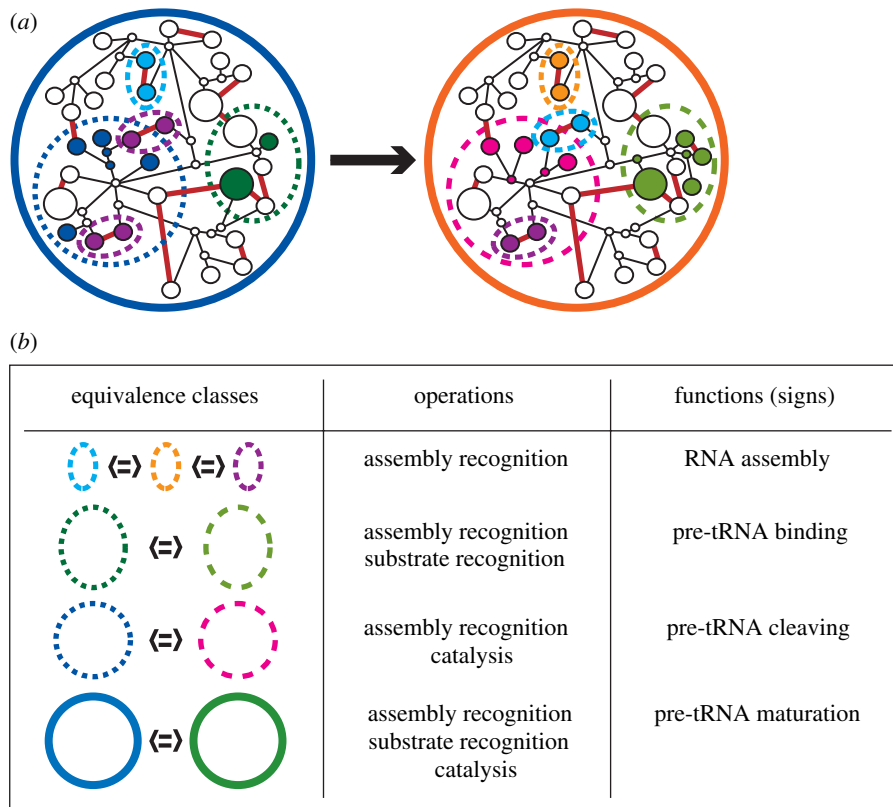 (a)
(b)
equivalence classes operations functions (signs)
⟨=⟩ ⟨=⟩ assembly recognition RNA assembly
⟨=⟩ assembly recognition pre-tRNA binding
substrate recognition
⟨=⟩ assembly recognition pre-tRNA cleaving
catalysis
⟨=⟩ assembly recognition pre-tRNA maturation
substrate recognition
catalysis